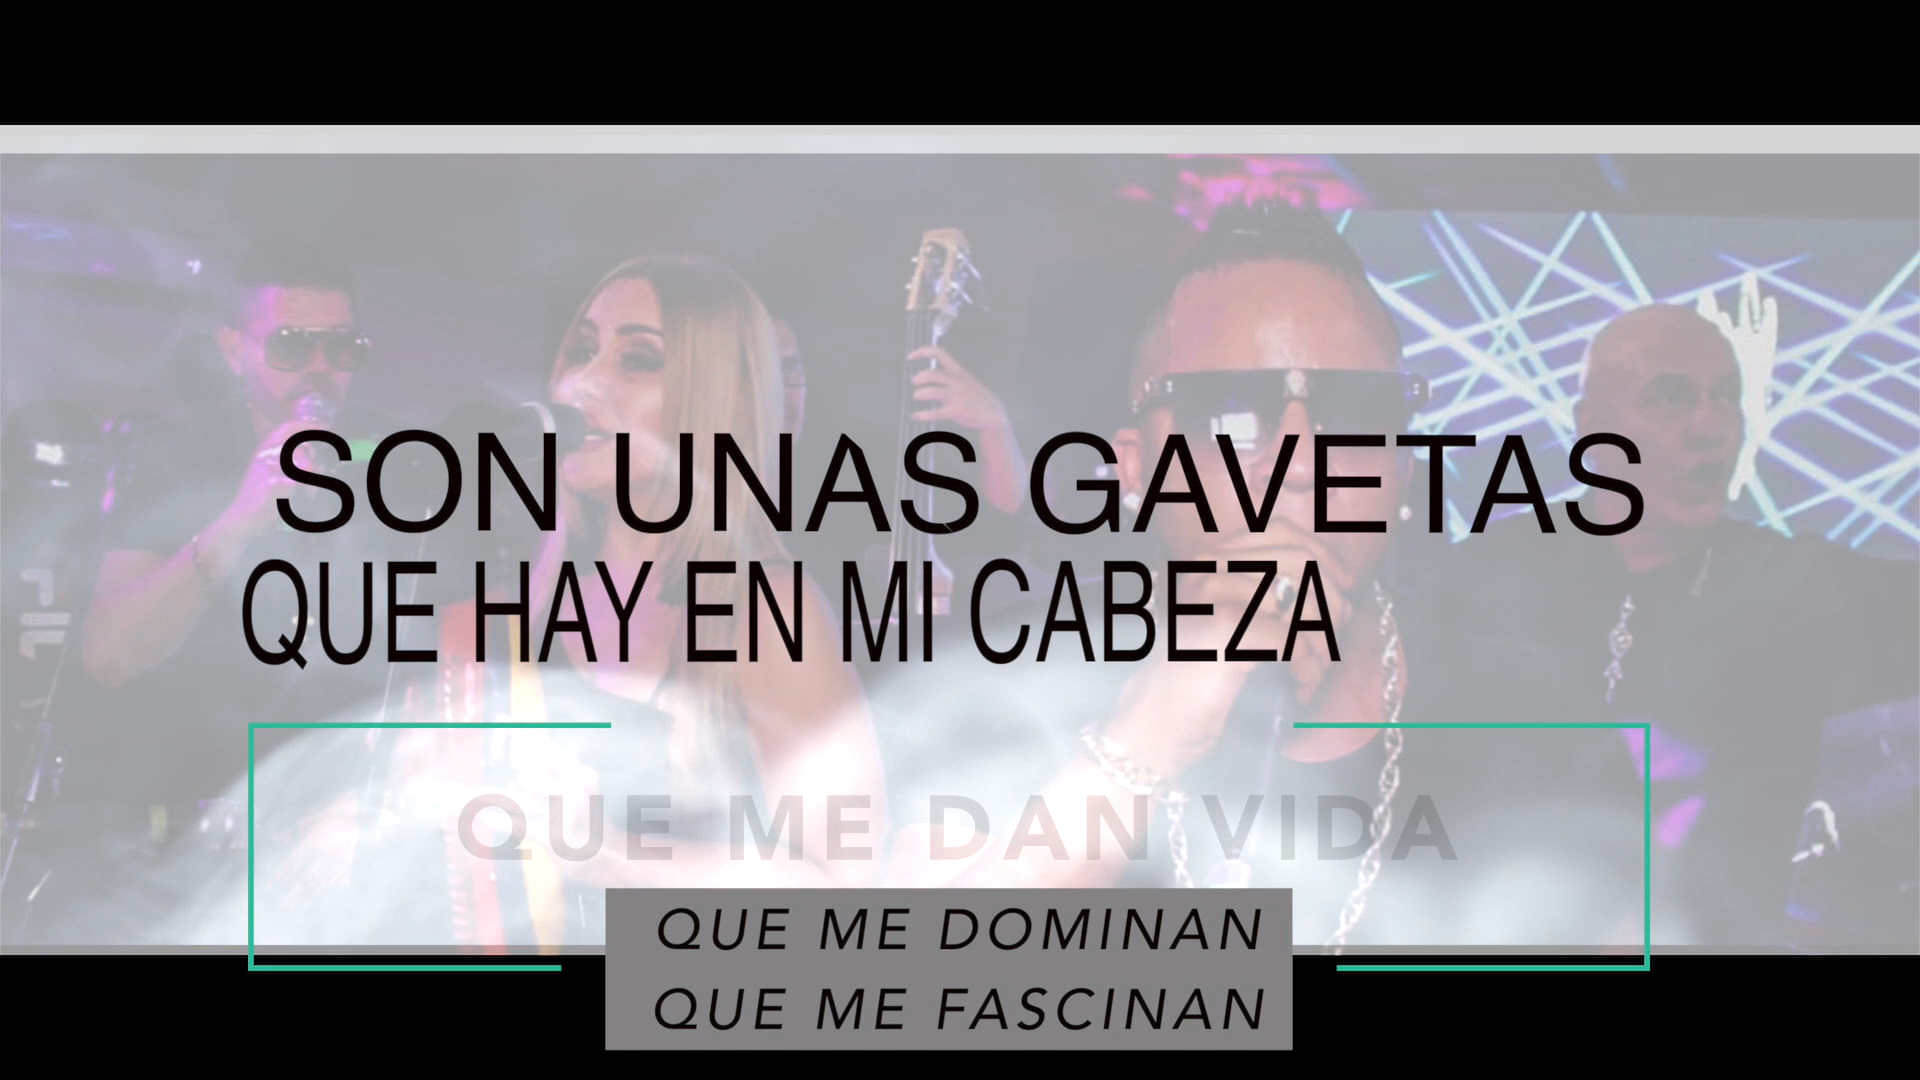 SON UNAS GAVETAS
QUE HAY EN MI CABEZA
QUE ME DAN VIDA
QUE ME DOMINAN
QUE ME FASCINAN